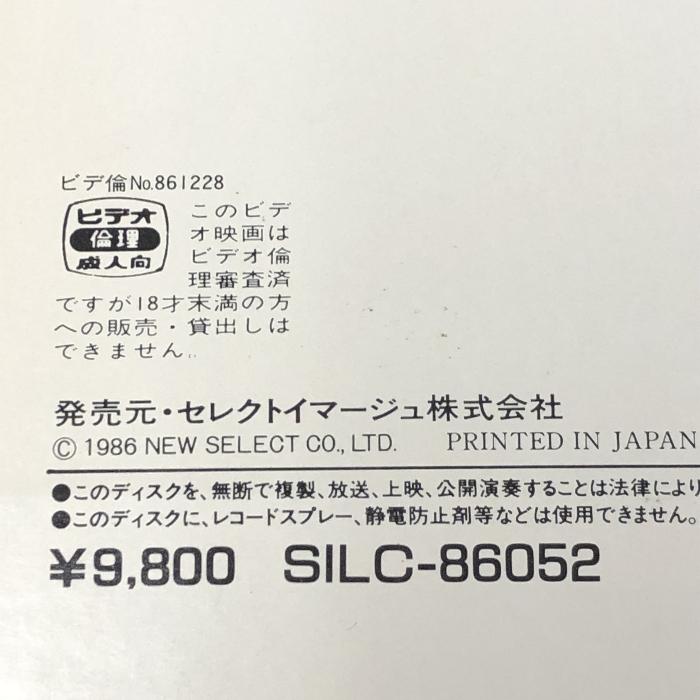 ビデ倫No.861228
ビデオ
倫理
成人向
このビデ
オ映画は
ビデオ倫
理審査済
ですが18才末満の方
への販売・貸出しは
できません.
発売元・セレクトイマージュ株式会社
© 1986 NEW SELECT CO., LTD. PRINTED IN JAPAN
●このディスクを、無断で複製、放送、上映、公開演奏することは法律により
●このディスクに、レコードスプレー、静電防止剤等などは使用できません。
¥9,800 SILC-86052